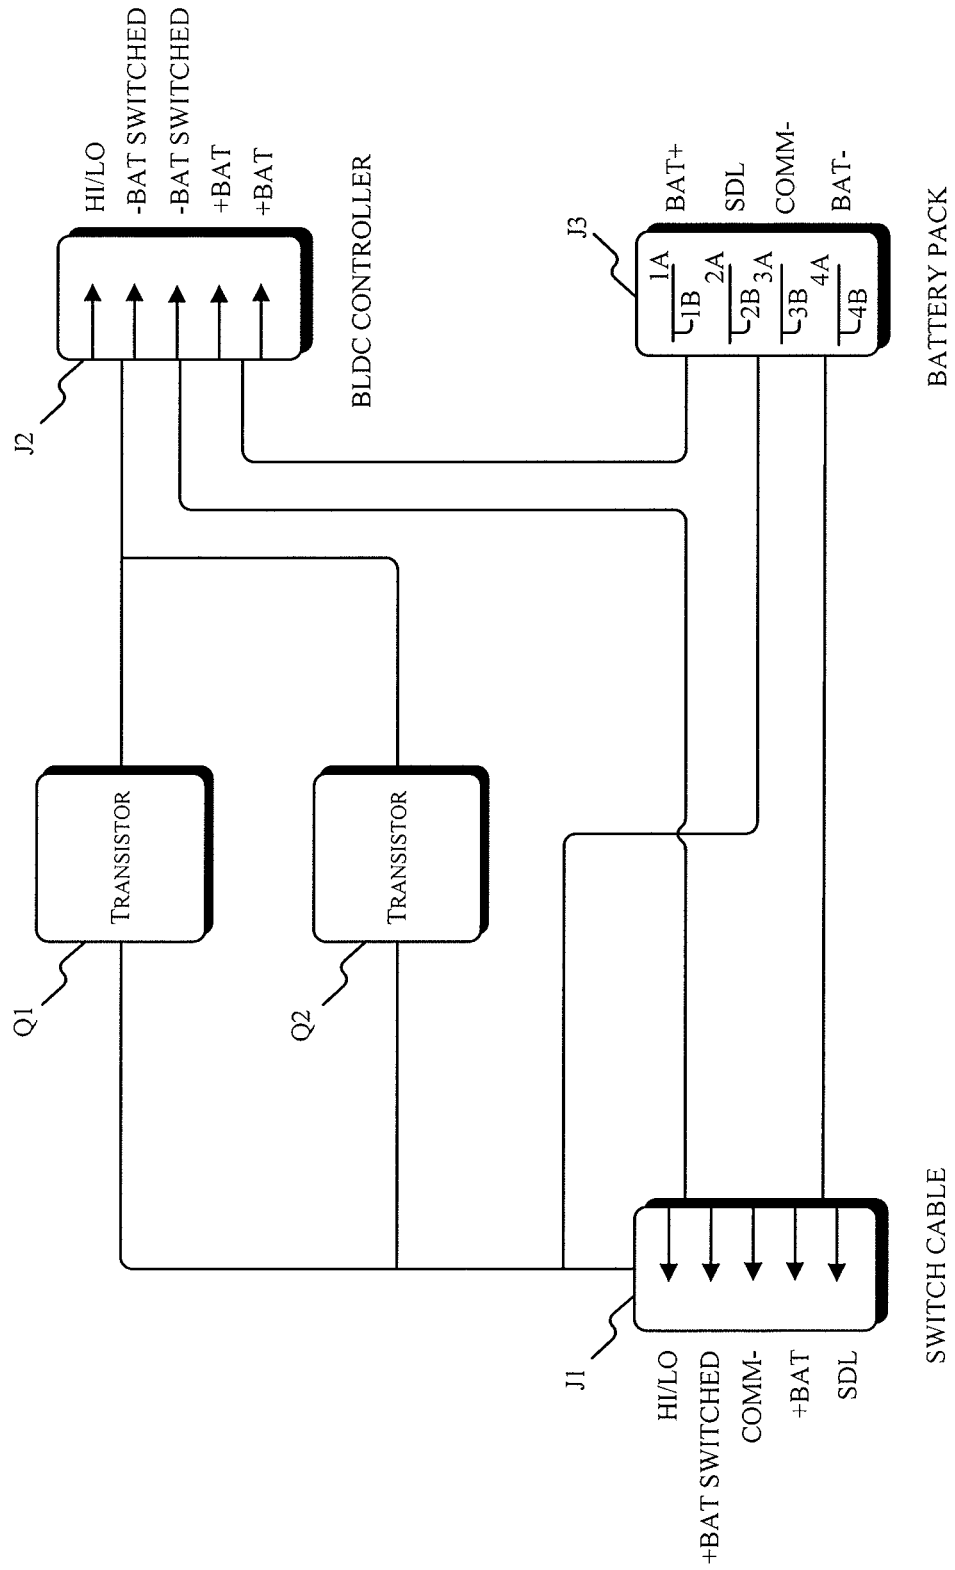 J2
HI/LO
-BAT SWITCHED
-BAT SWITCHED
+BAT
+BAT
BLDC CONTROLLER
Q1
TRANSISTOR
Q2
TRANSISTOR
J3
1A
1B
2A
2B
3A
3B
4A
4B
BAT+
SDL
COMM-
BAT-
BATTERY PACK
J1
HI/LO
+BAT SWITCHED
COMM-
+BAT
SDL
SWITCH CABLE